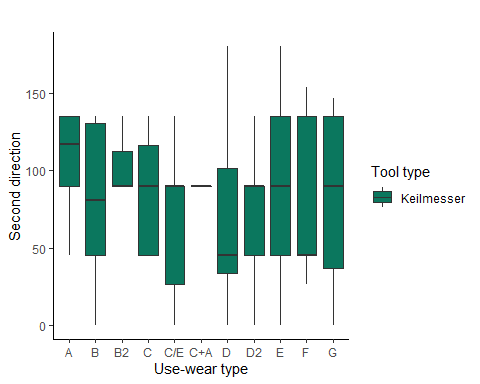 150
100
50
0
Second direction
A B B2 C C/E C+A D D2 E F G
Use-wear type
Tool type
Keilmesser